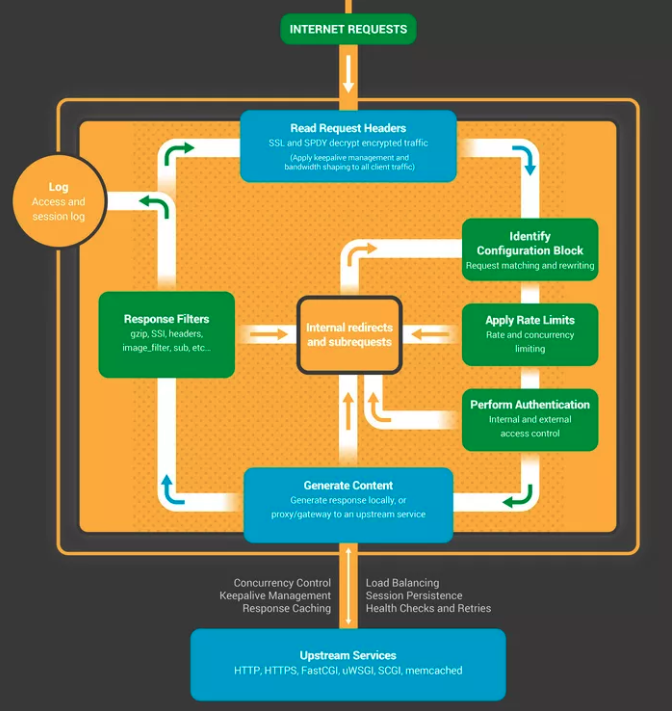 INTERNET REQUESTS
Read Request Headers
SSL and SPDY decrypt encrypted traffic
(Apply keepalive management and
bandwidth shaping to all client traffic)
Log
Access and
session log
Identify
Configuration Block
Request matching and rewriting
Response Filters
gzip, SSI, headers,
image_filter, sub, etc...
Internal redirects
and subrequests
Apply Rate Limits
Rate and concurrency
limiting
Perform Authentication
Internal and external
access control
Generate Content
Generate response locally, or
proxy/gateway to an upstream service
Concurrency Control
Keepalive Management
Response Caching
Load Balancing
Session Persistence
Health Checks and Retries
Upstream Services
HTTP, HTTPS, FastCGI, uWSGI, SCGI, memcached